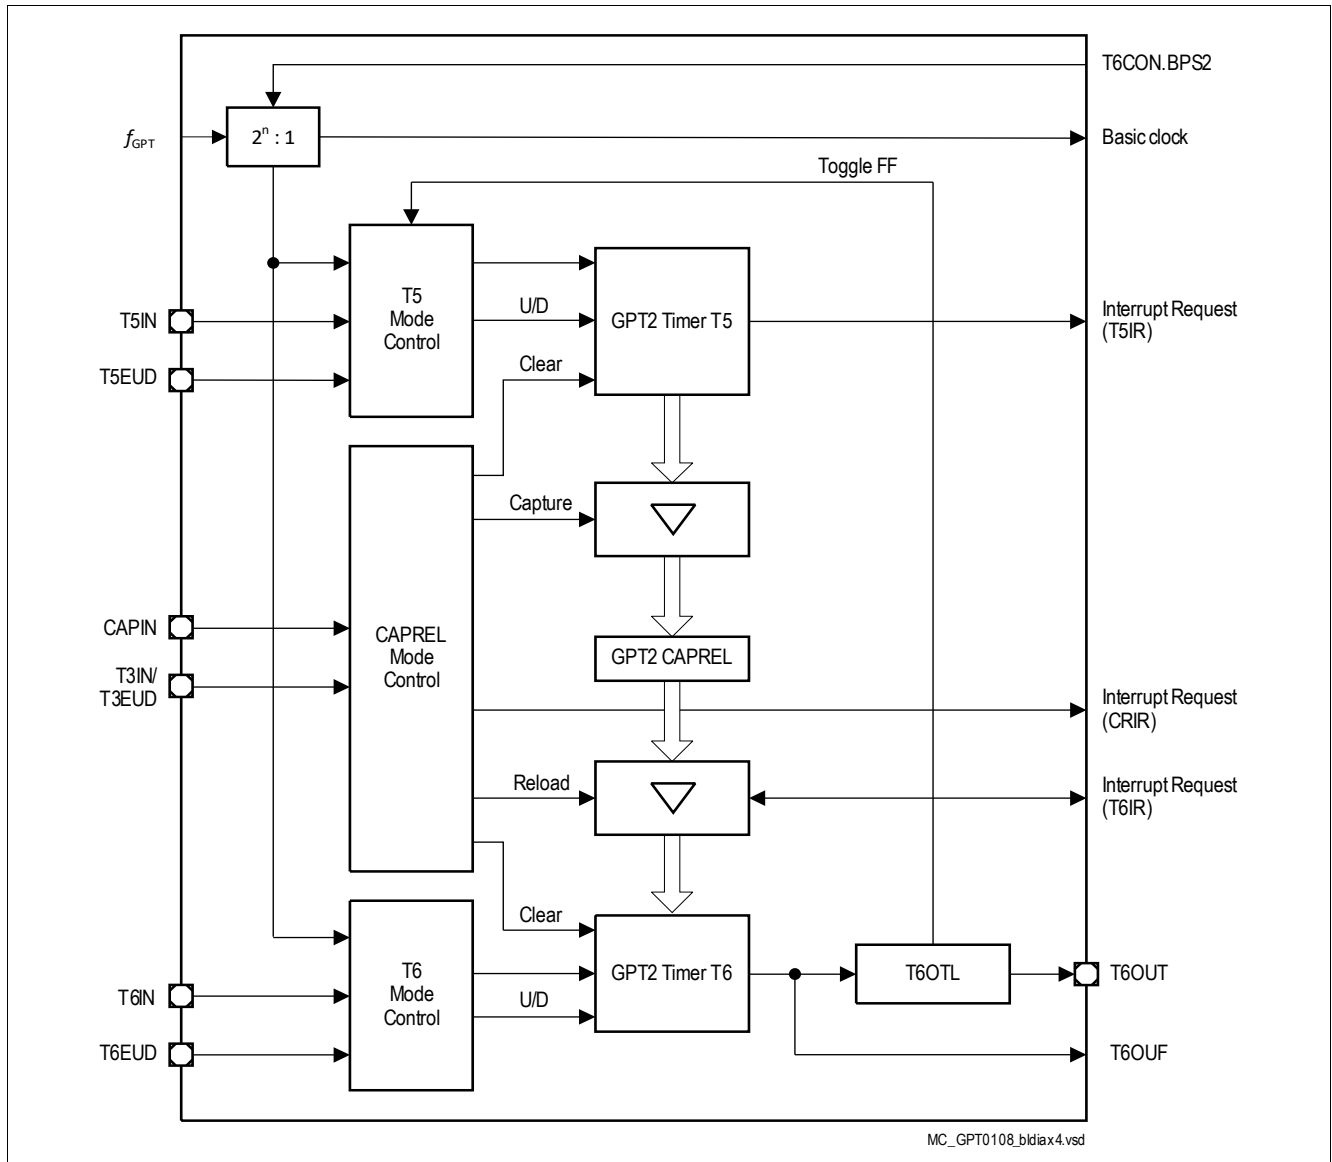 T6CON.BPS2
fGPT
2ⁿ : 1
Basic clock
Toggle FF
T5
Mode
Control
U/D
GPT2 Timer T5
T5IN
Interrupt Request
(T5IR)
T5EUD
Clear
Capture
CAPIN
CAPREL
Mode
Control
GPT2 CAPREL
T3IN/
T3EUD
Interrupt Request
(CRIR)
Reload
Interrupt Request
(T6IR)
Clear
T6
Mode
Control
GPT2 Timer T6
T6OTL
T6OUT
T6IN
U/D
T6EUD
T6OUF
MC_GPT0108_bldiax4.vsd